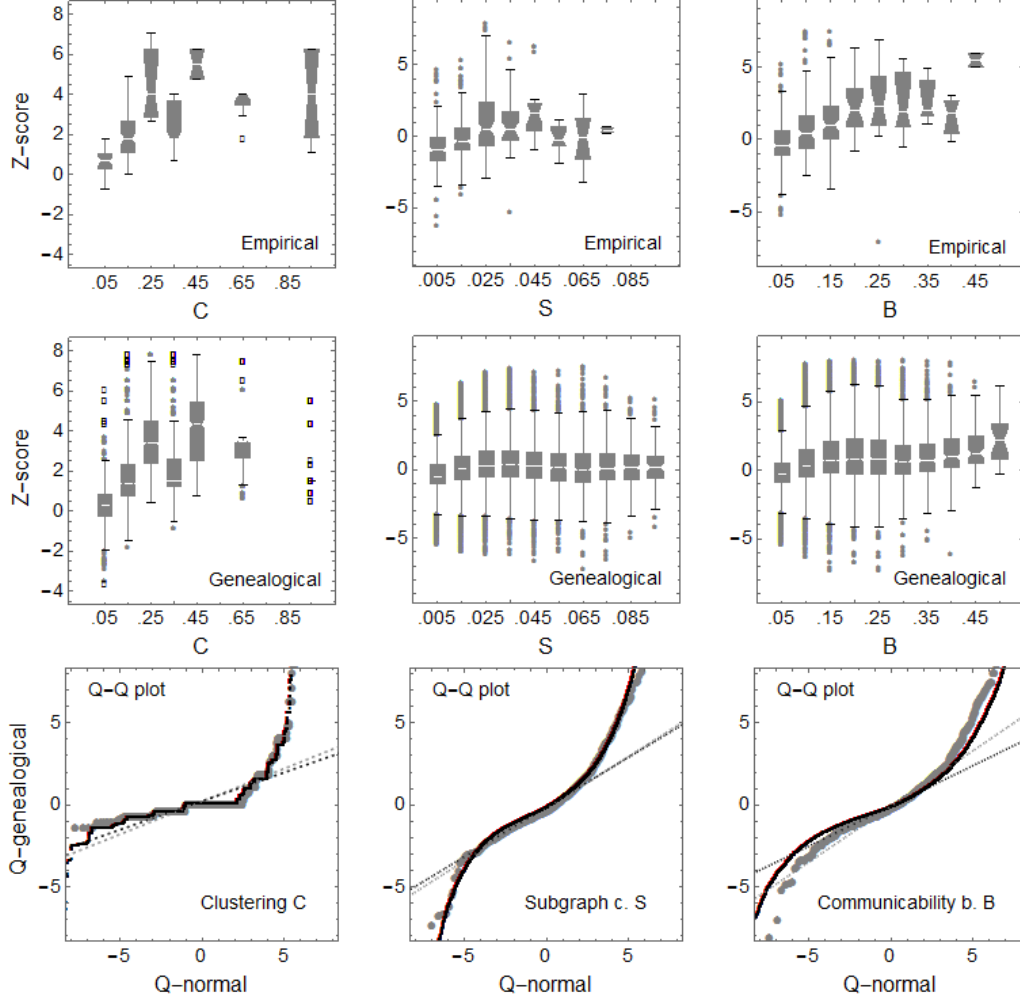 8
6
4
2
0
−2
−4
Z−score
Empirical
.05 .25 .45 .65 .85
C
5
0
−5
Empirical
.005 .025 .045 .065 .085
S
5
0
−5
Empirical
.05 .15 .25 .35 .45
B
8
6
4
2
0
−2
−4
Z−score
Genealogical
.05 .25 .45 .65 .85
C
5
0
−5
Genealogical
.005 .025 .045 .065 .085
S
5
0
−5
Genealogical
.05 .15 .25 .35 .45
B
Q−Q plot
5
0
−5
Q−genealogical
Clustering C
−5 0 5
Q−normal
Q−Q plot
5
0
−5
Subgraph c. S
−5 0 5
Q−normal
Q−Q plot
5
0
−5
Communicability b. B
−5 0 5
Q−normal